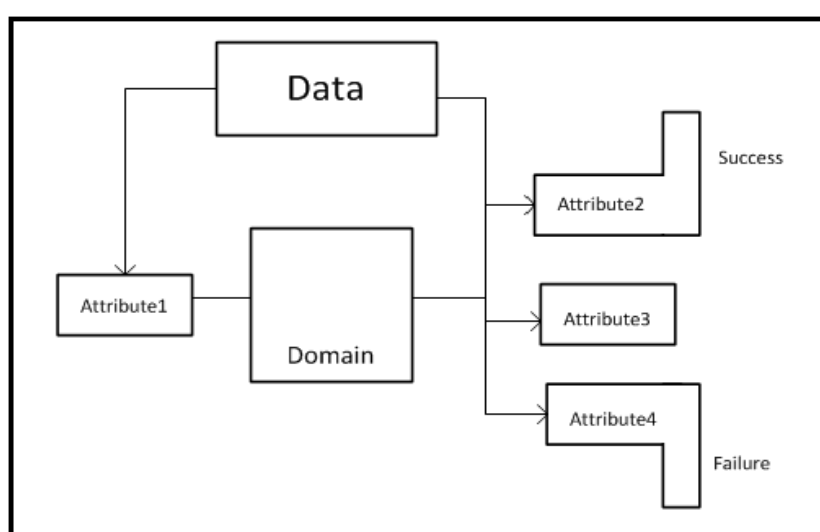 Data
Success
Attribute2
Attribute1
Attribute3
Domain
Attribute4
Failure